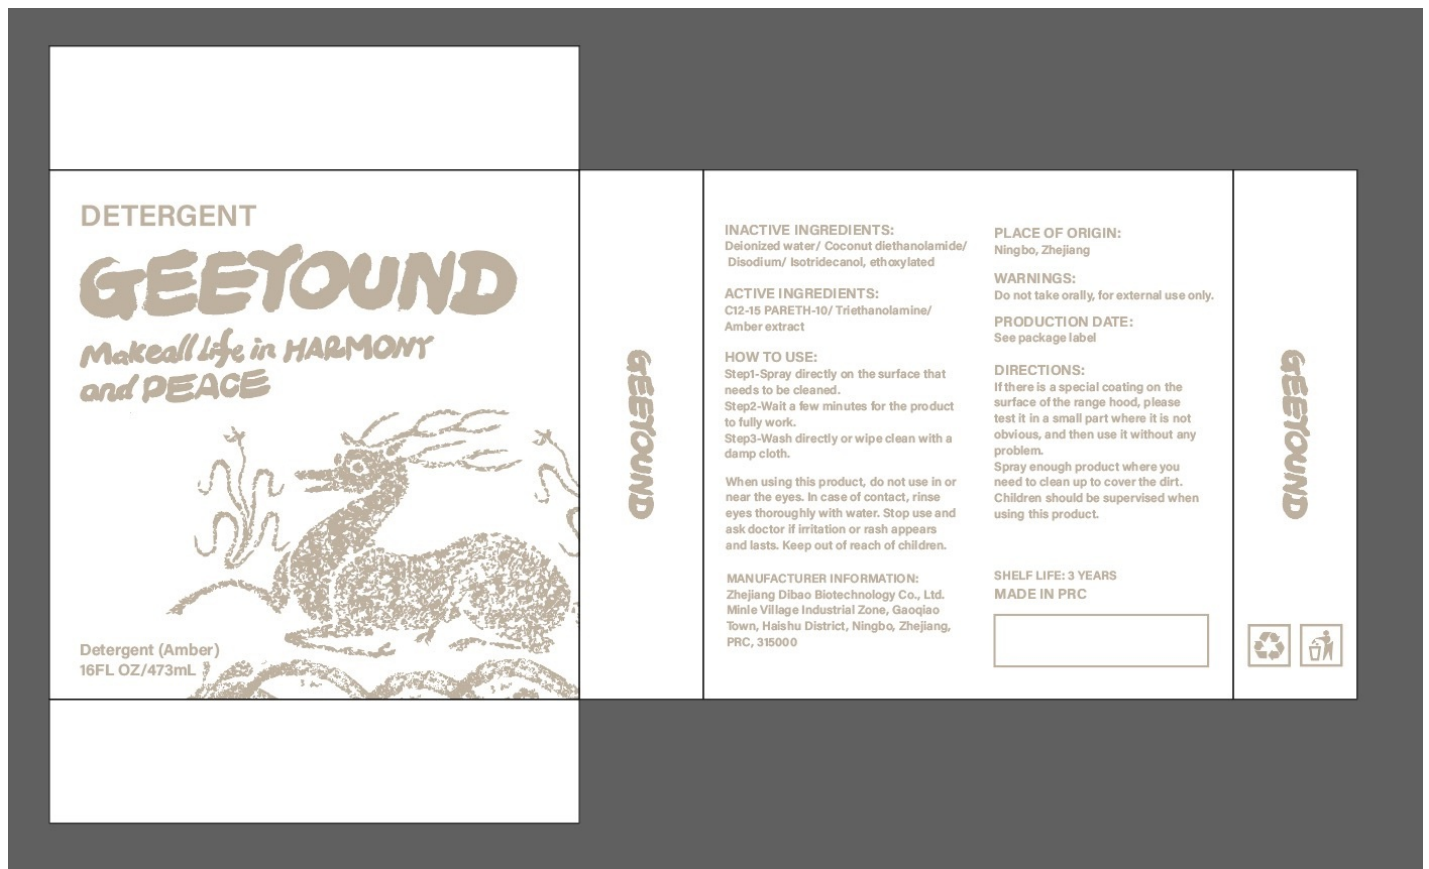 DETERGENT
GEEYOUND
Make all Life in HARMONY
and PEACE
Detergent (Amber)
16FL OZ/473mL
GEEYOUND
INACTIVE INGREDIENTS:
Deionized water/ Coconut diethanolamide/
Disodium/ Isotridecanol, ethoxylated
ACTIVE INGREDIENTS:
C12-15 PARETH-10/ Triethanolamine/
Amber extract
HOW TO USE:
Step1-Spray directly on the surface that
needs to be cleaned.
Step2-Wait a few minutes for the product
to fully work.
Step3-Wash directly or wipe clean with a
damp cloth.
When using this product, do not use in or
near the eyes. In case of contact, rinse
eyes thoroughly with water. Stop use and
ask doctor if irritation or rash appears
and lasts. Keep out of reach of children.
MANUFACTURER INFORMATION:
Zhejiang Dibao Biotechnology Co., Ltd.
Minle Village Industrial Zone, Gaoqiao
Town, Haishu District, Ningbo, Zhejiang,
PRC, 315000
PLACE OF ORIGIN:
Ningbo, Zhejiang
WARNINGS:
Do not take orally, for external use only.
PRODUCTION DATE:
See package label
DIRECTIONS:
If there is a special coating on the
surface of the range hood, please
test it in a small part where it is not
obvious, and then use it without any
problem.
Spray enough product where you
need to clean up to cover the dirt.
Children should be supervised when
using this product.
SHELF LIFE: 3 YEARS
MADE IN PRC
GEEYOUND